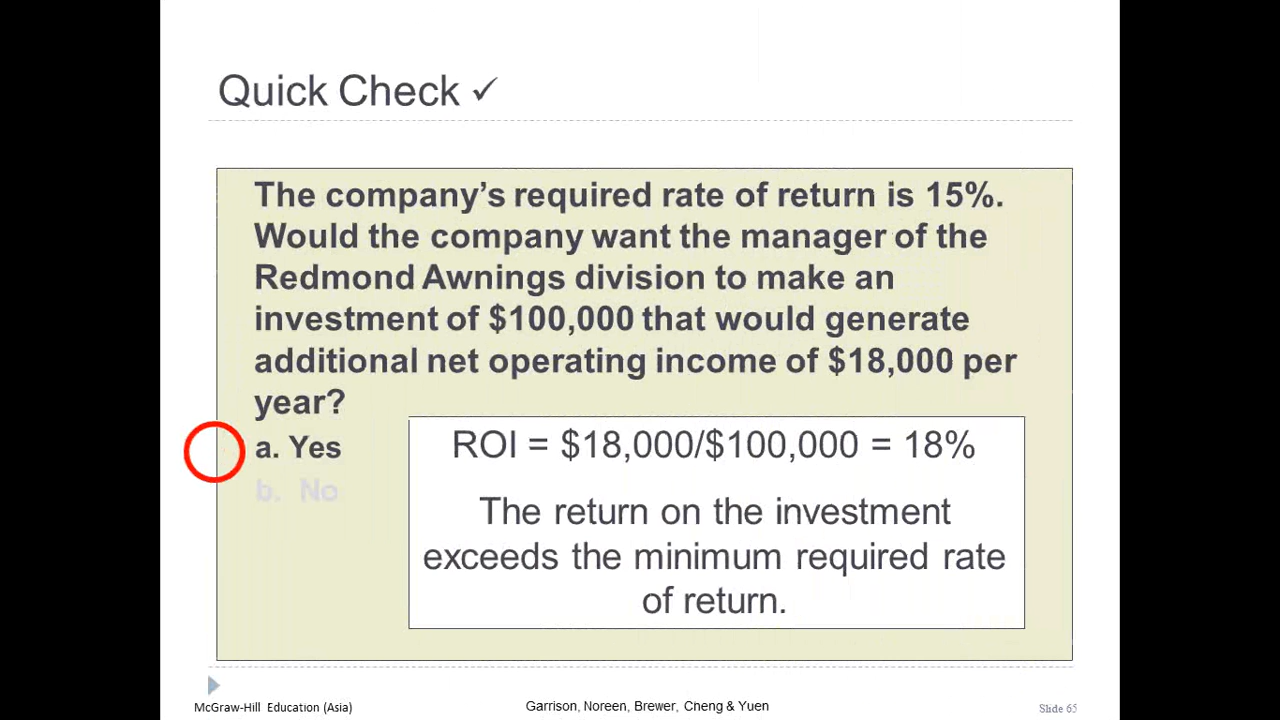 Quick Check ✓
The company’s required rate of return is 15%.
Would the company want the manager of the
Redmond Awnings division to make an
investment of $100,000 that would generate
additional net operating income of $18,000 per
year?
a. Yes
b. No
ROI = $18,000/$100,000 = 18%
The return on the investment
exceeds the minimum required rate
of return.
McGraw-Hill Education (Asia)
Garrison, Noreen, Brewer, Cheng & Yuen
Slide 65